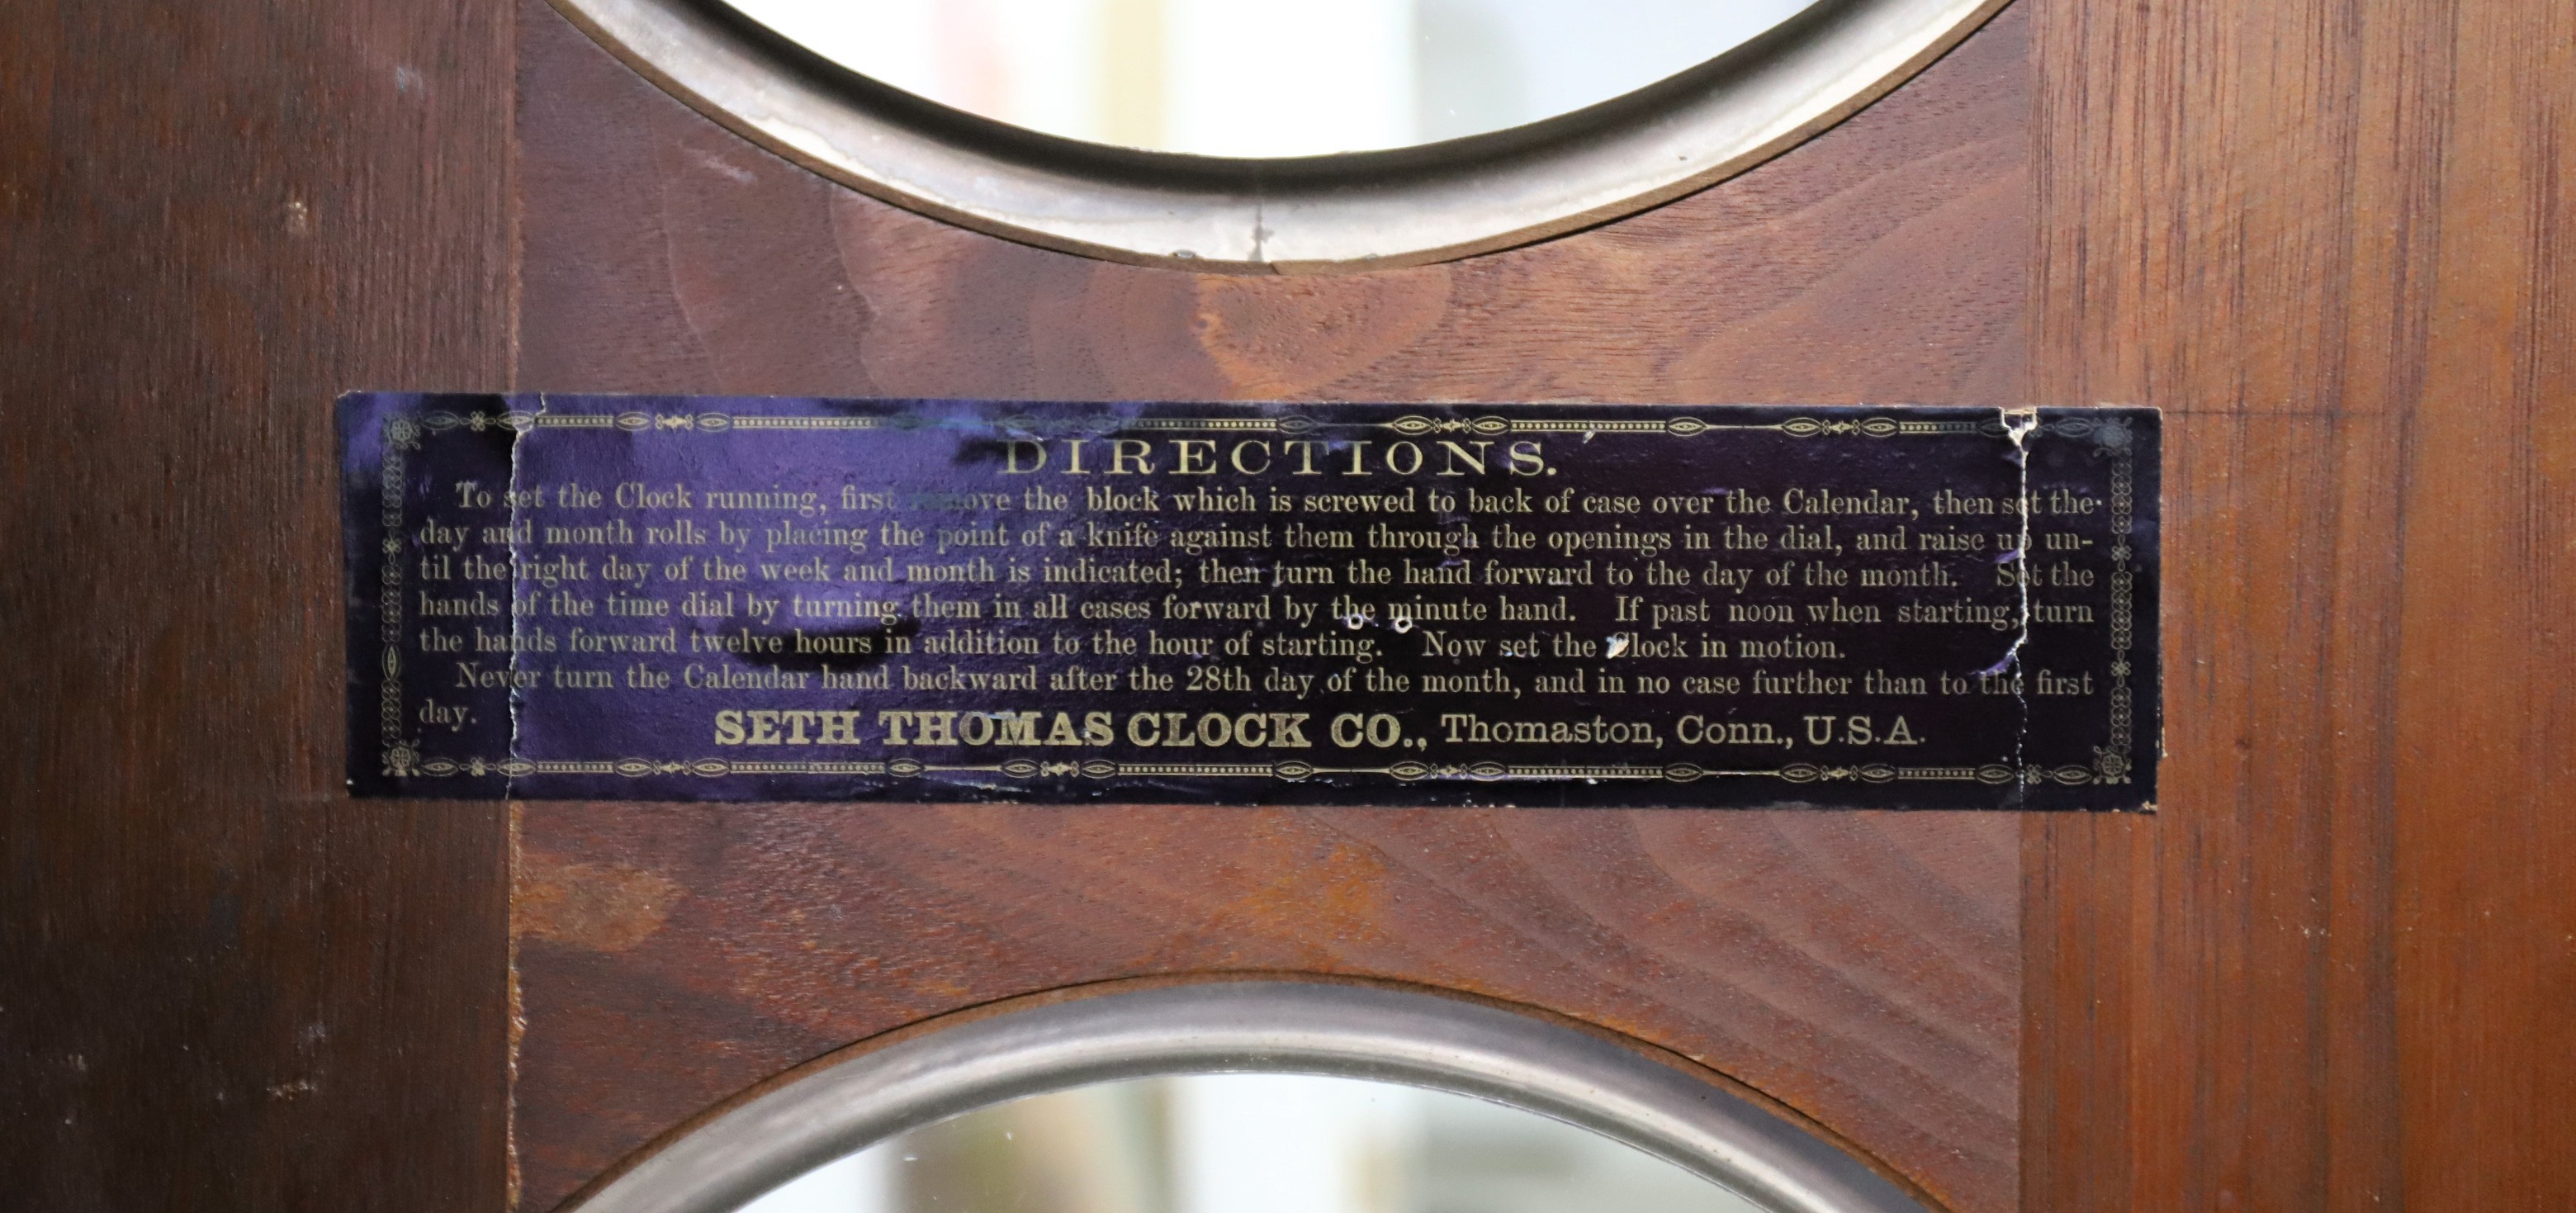 DIRECTIONS.
To set the Clock running, first remove the block which is screwed to back of case over the Calendar, then set the
day and month rolls by placing the point of a knife against them through the openings in the dial, and raise up un-
til the right day of the week and month is indicated; then turn the hand forward to the day of the month. Set the
hands of the time dial by turning them in all cases forward by the minute hand. If past noon when starting, turn
the hands forward twelve hours in addition to the hour of starting. Now set the Clock in motion.
Never turn the Calendar hand backward after the 28th day of the month, and in no case further than to the first
day.
SETH THOMAS CLOCK CO., Thomaston, Conn., U.S.A.